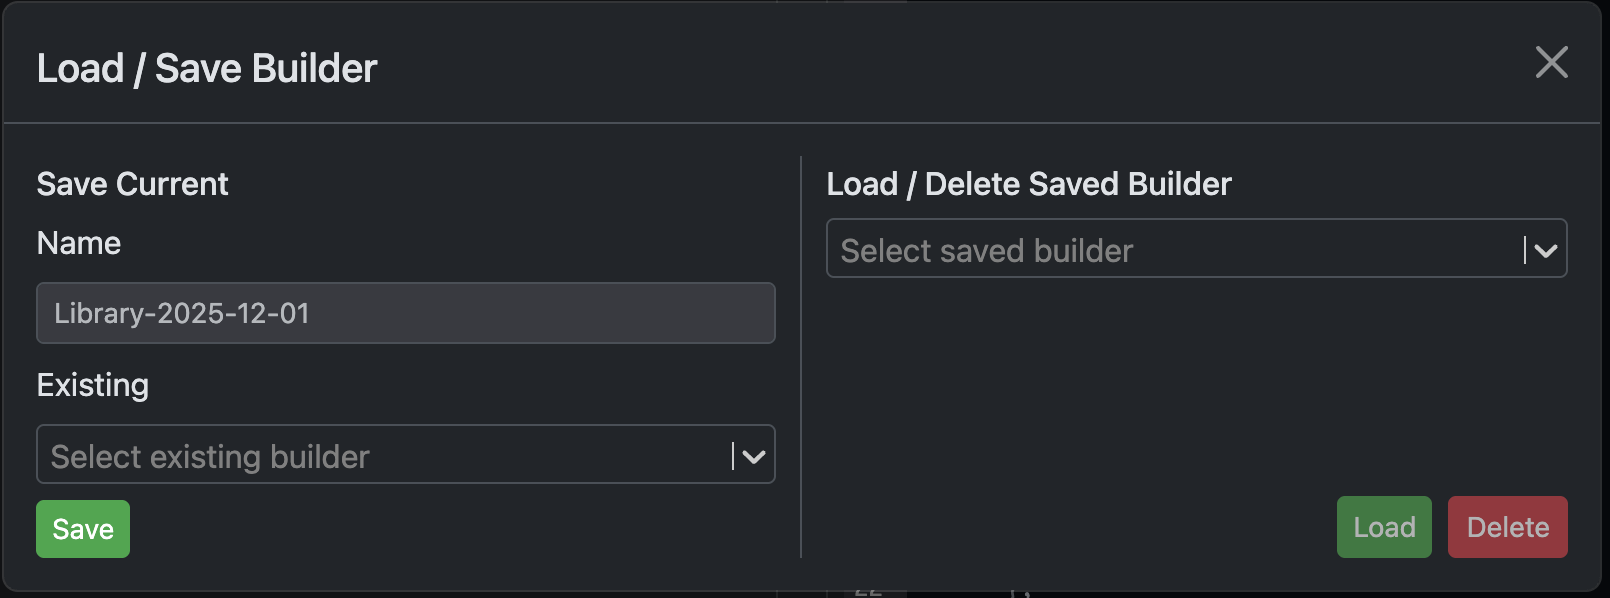 Load / Save Builder
Save Current
Name
Library-2025-12-01
Existing
Select existing builder
Save
Load / Delete Saved Builder
Select saved builder
Load
Delete